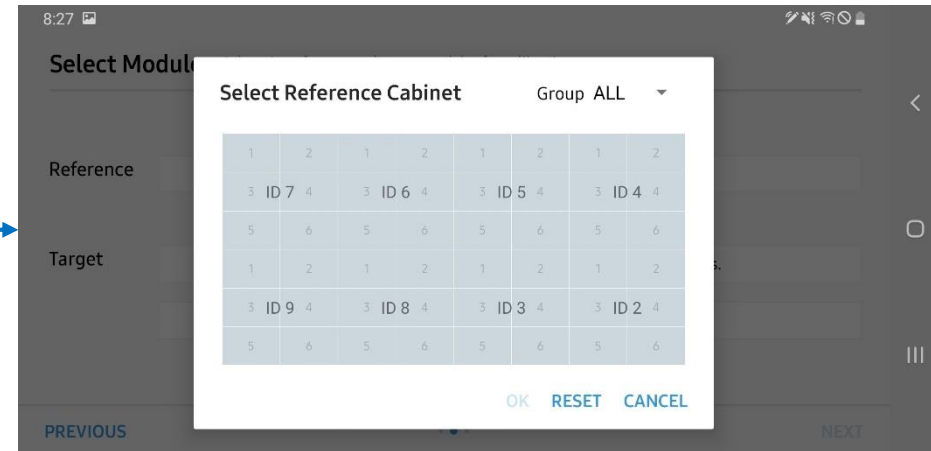 8:27
Select Modul
Select Reference Cabinet Group ALL
Reference
Target
1 2 1 2 1 2 1 2
3 ID 7 4 3 ID 6 4 3 ID 5 4 3 ID 4 4
5 6 5 6 5 6 5 6
1 2 1 2 1 2 1 2
3 ID 9 4 3 ID 8 4 3 ID 3 4 3 ID 2 4
5 6 5 6 5 6 5 6
s.
OK RESET CANCEL
PREVIOUS NEXT